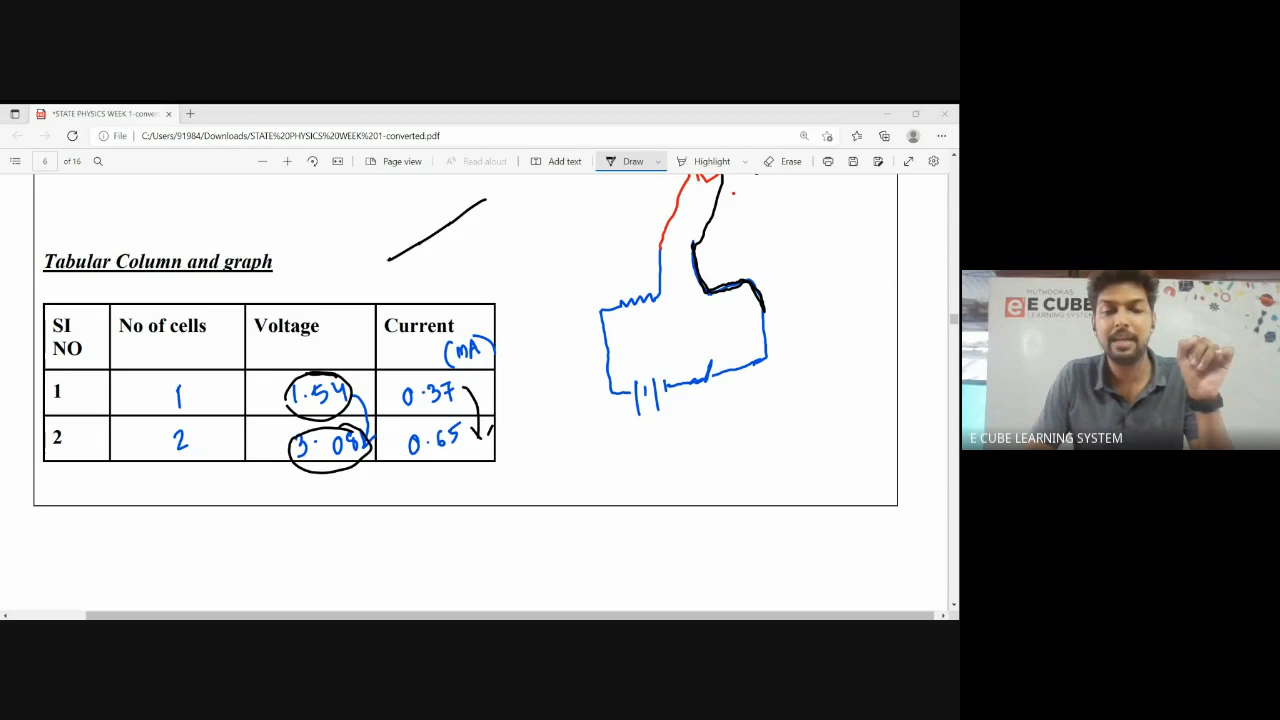 *STATE PHYSICS WEEK 1-conver
File
C:/Users/91984/Downloads/STATE%20PHYSICS%20WEEK%201-converted.pdf
6 of 16
Page view
Read aloud
Add text
Draw
Highlight
Erase
Tabular Column and graph
SI NO No of cells Voltage Current (mA)
1 1 1.54 0.37
2 2 3.08 0.65
MUTHOOKAS
e E CUBE
LEARNING SYSTEM
E CUBE LEARNING SYSTEM